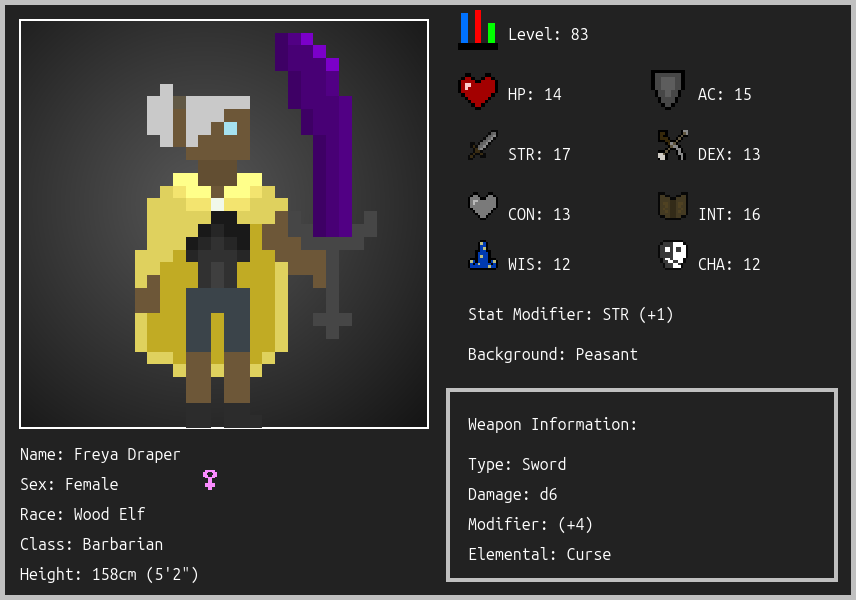 Level: 83
HP: 14
AC: 15
STR: 17
DEX: 13
CON: 13
INT: 16
WIS: 12
CHA: 12
Stat Modifier: STR (+1)
Background: Peasant
Weapon Information:
Type: Sword
Damage: d6
Modifier: (+4)
Elemental: Curse
Name: Freya Draper
Sex: Female
Race: Wood Elf
Class: Barbarian
Height: 158cm (5'2")